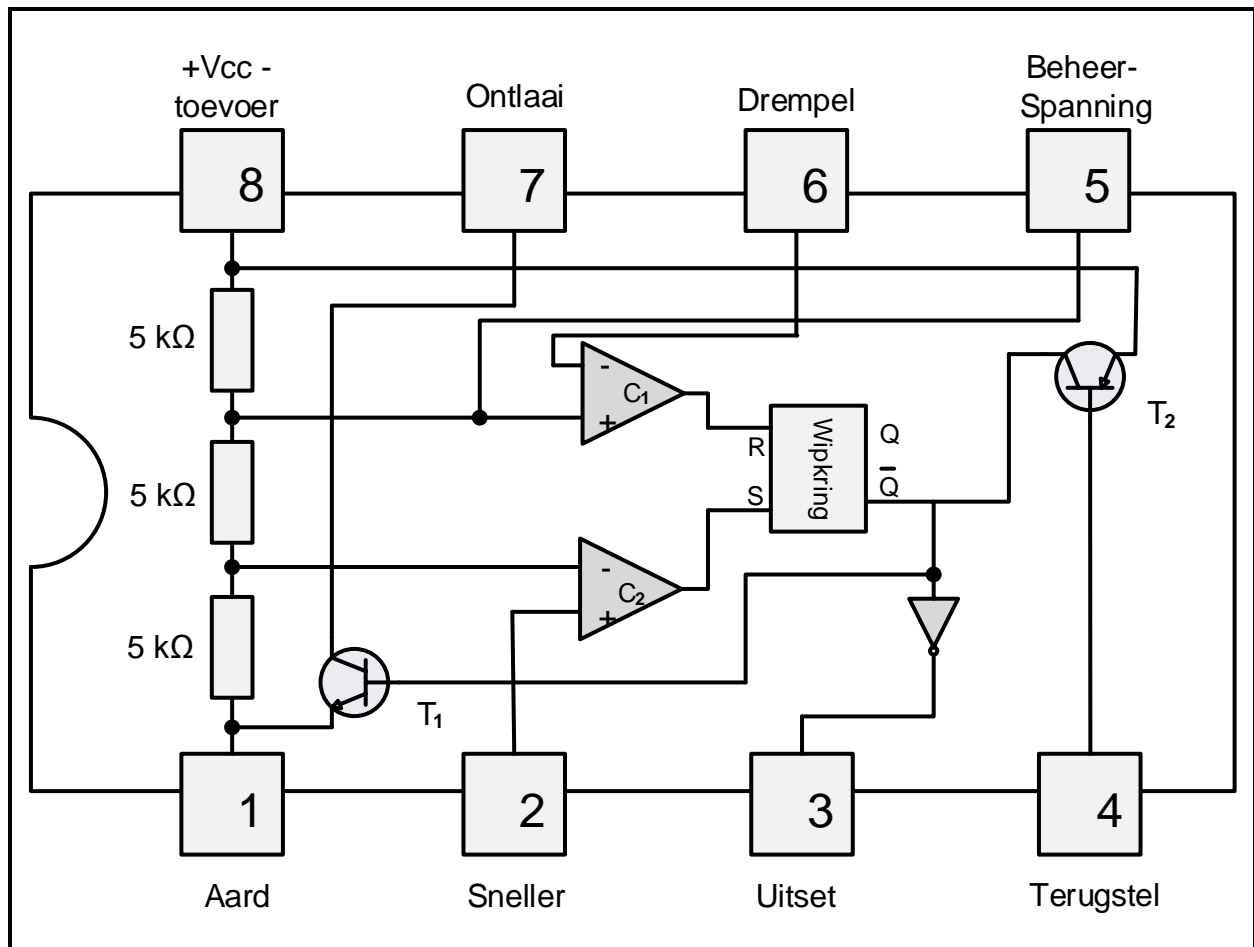 +Vcc -
toevoer
Ontlaai
Drempel
Beheer-
Spanning
8
7
6
5
5 kΩ
5 kΩ
5 kΩ
-
C1
+
R
S
Wipkring
Q
Q̅
T2
-
C2
+
T1
1
2
3
4
Aard
Sneller
Uitset
Terugstel